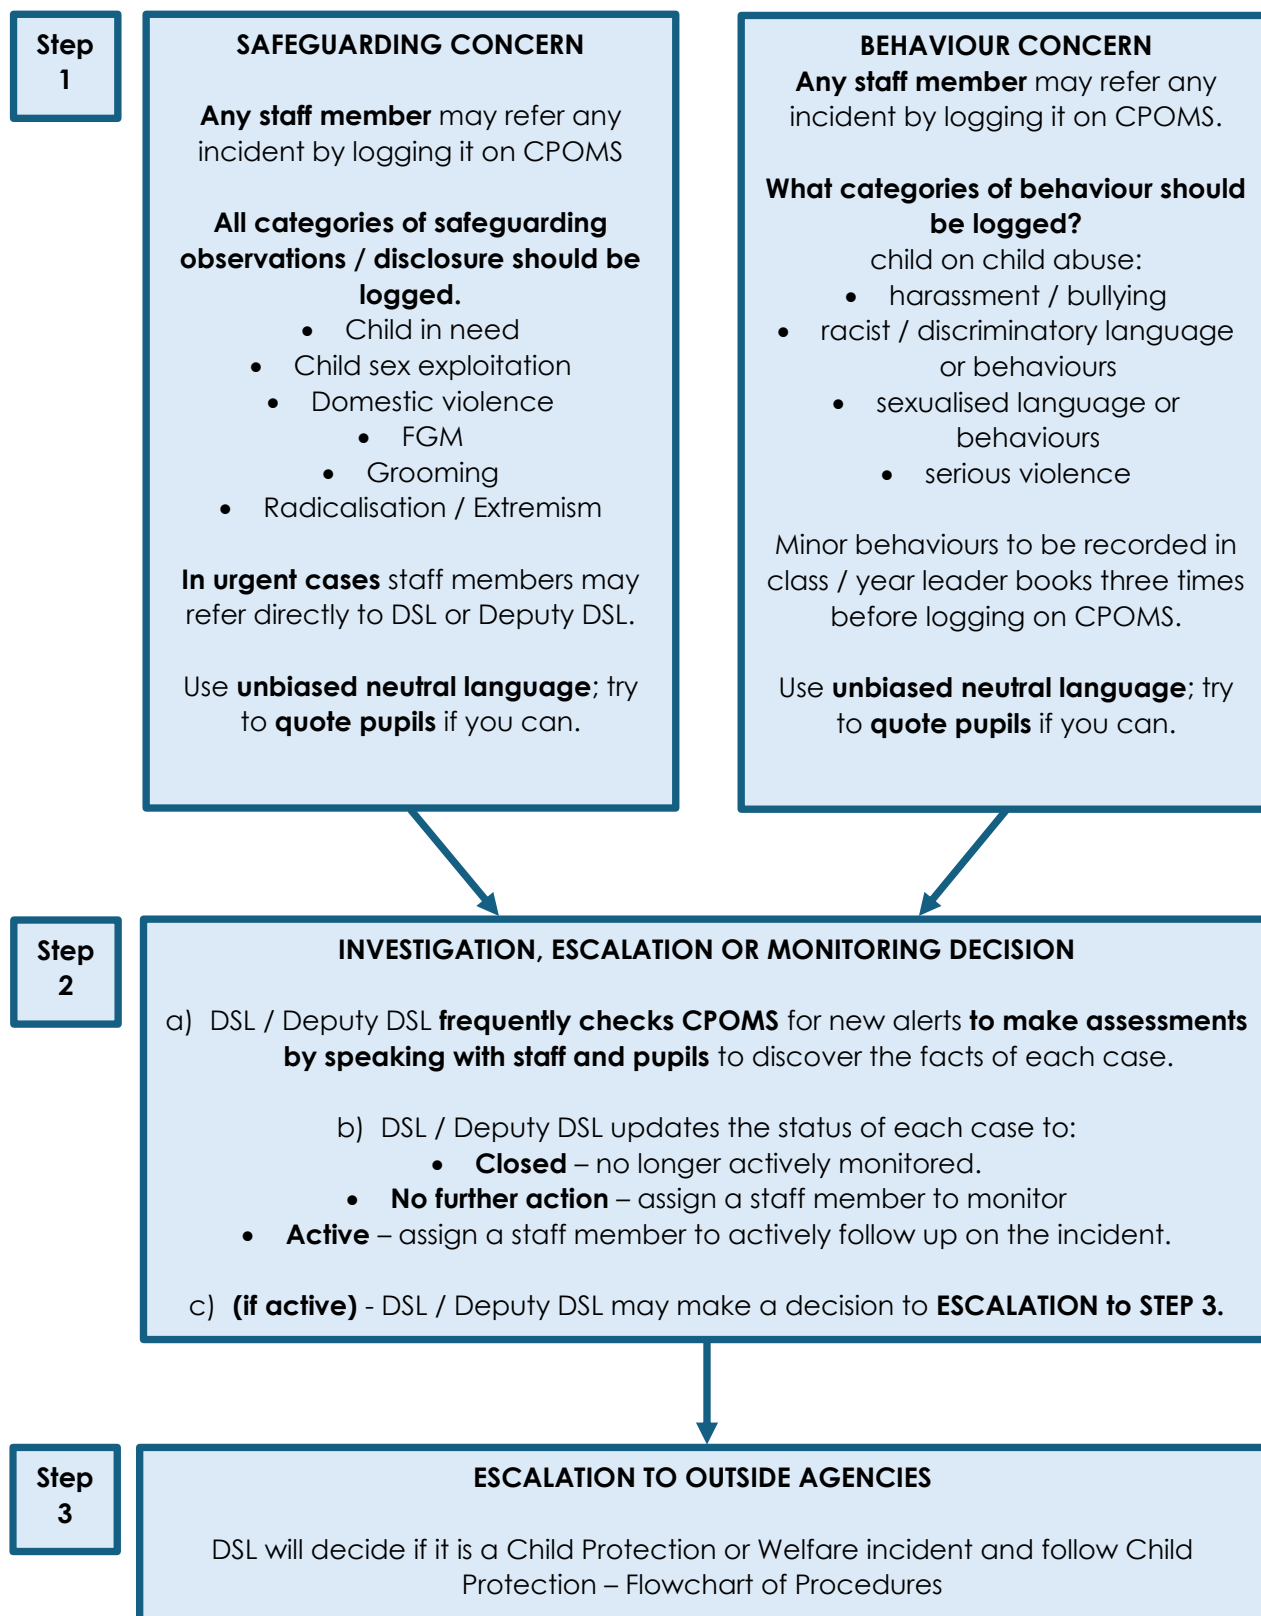 Step
1
SAFEGUARDING CONCERN
Any staff member may refer any
incident by logging it on CPOMS
All categories of safeguarding
observations / disclosure should be
logged.
• Child in need
• Child sex exploitation
• Domestic violence
• FGM
• Grooming
• Radicalisation / Extremism
In urgent cases staff members may
refer directly to DSL or Deputy DSL.
Use unbiased neutral language; try
to quote pupils if you can.
BEHAVIOUR CONCERN
Any staff member may refer any
incident by logging it on CPOMS.
What categories of behaviour should
be logged?
child on child abuse:
• harassment / bullying
• racist / discriminatory language
or behaviours
• sexualised language or
behaviours
• serious violence
Minor behaviours to be recorded in
class / year leader books three times
before logging on CPOMS.
Use unbiased neutral language; try
to quote pupils if you can.
Step
2
INVESTIGATION, ESCALATION OR MONITORING DECISION
a) DSL / Deputy DSL frequently checks CPOMS for new alerts to make assessments
by speaking with staff and pupils to discover the facts of each case.
b) DSL / Deputy DSL updates the status of each case to:
• Closed – no longer actively monitored.
• No further action – assign a staff member to monitor
• Active – assign a staff member to actively follow up on the incident.
c) (if active) - DSL / Deputy DSL may make a decision to ESCALATION to STEP 3.
Step
3
ESCALATION TO OUTSIDE AGENCIES
DSL will decide if it is a Child Protection or Welfare incident and follow Child
Protection – Flowchart of Procedures